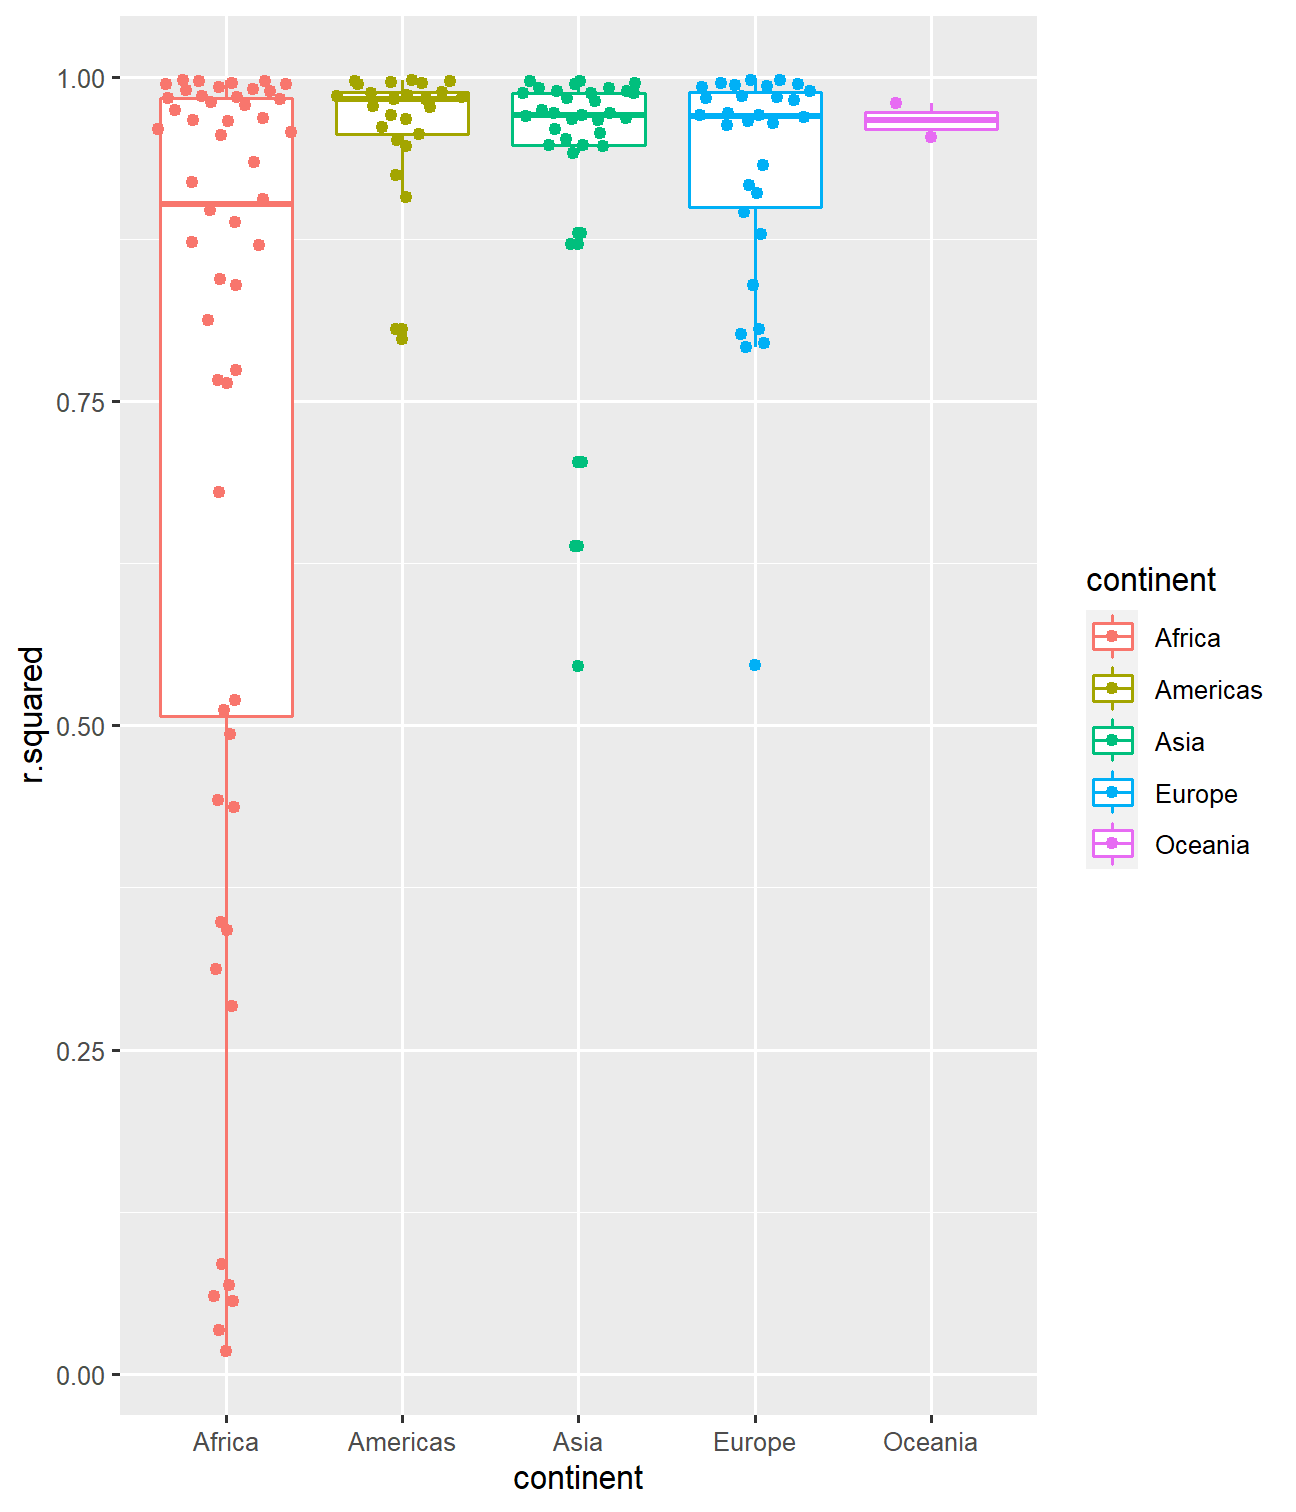 1.00
0.75
0.50
0.25
0.00
r.squared
Africa
Americas
Asia
Europe
Oceania
continent
continent
Africa
Americas
Asia
Europe
Oceania